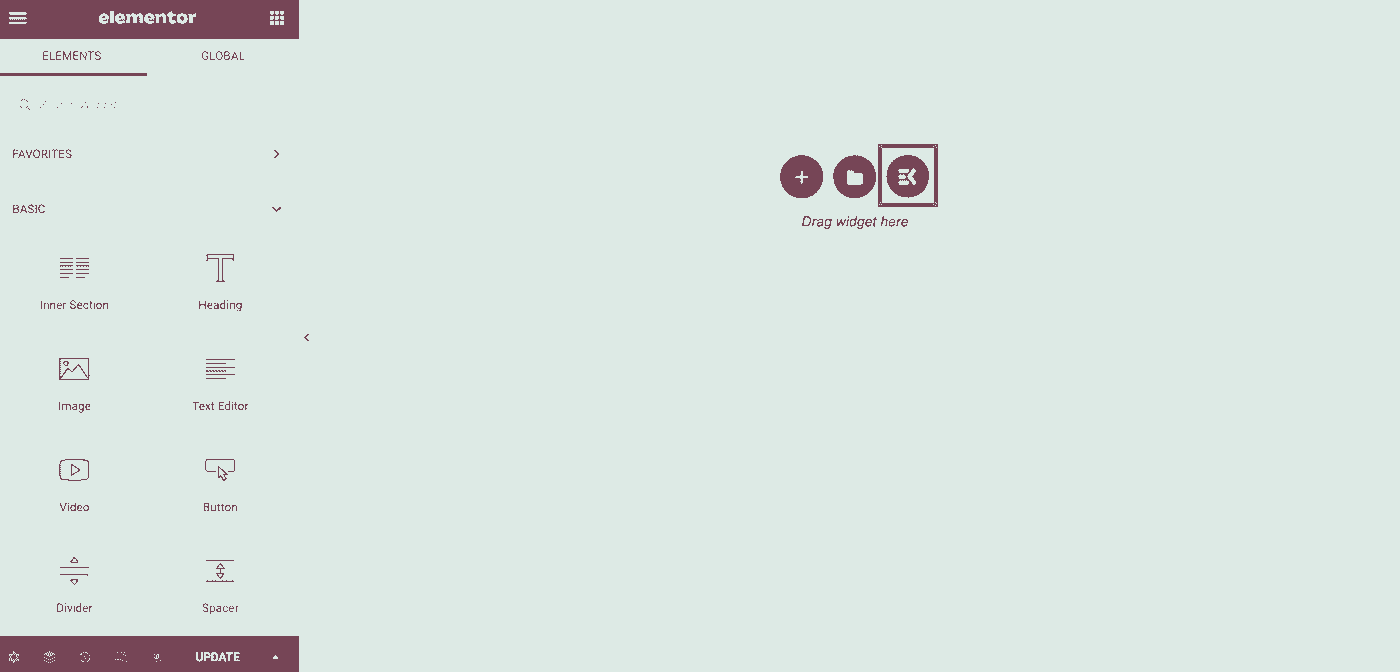 elementor
ELEMENTS GLOBAL
FAVORITES
BASIC
Inner Section Heading
Image Text Editor
Video Button
Divider Spacer
UPDATE
Drag widget here